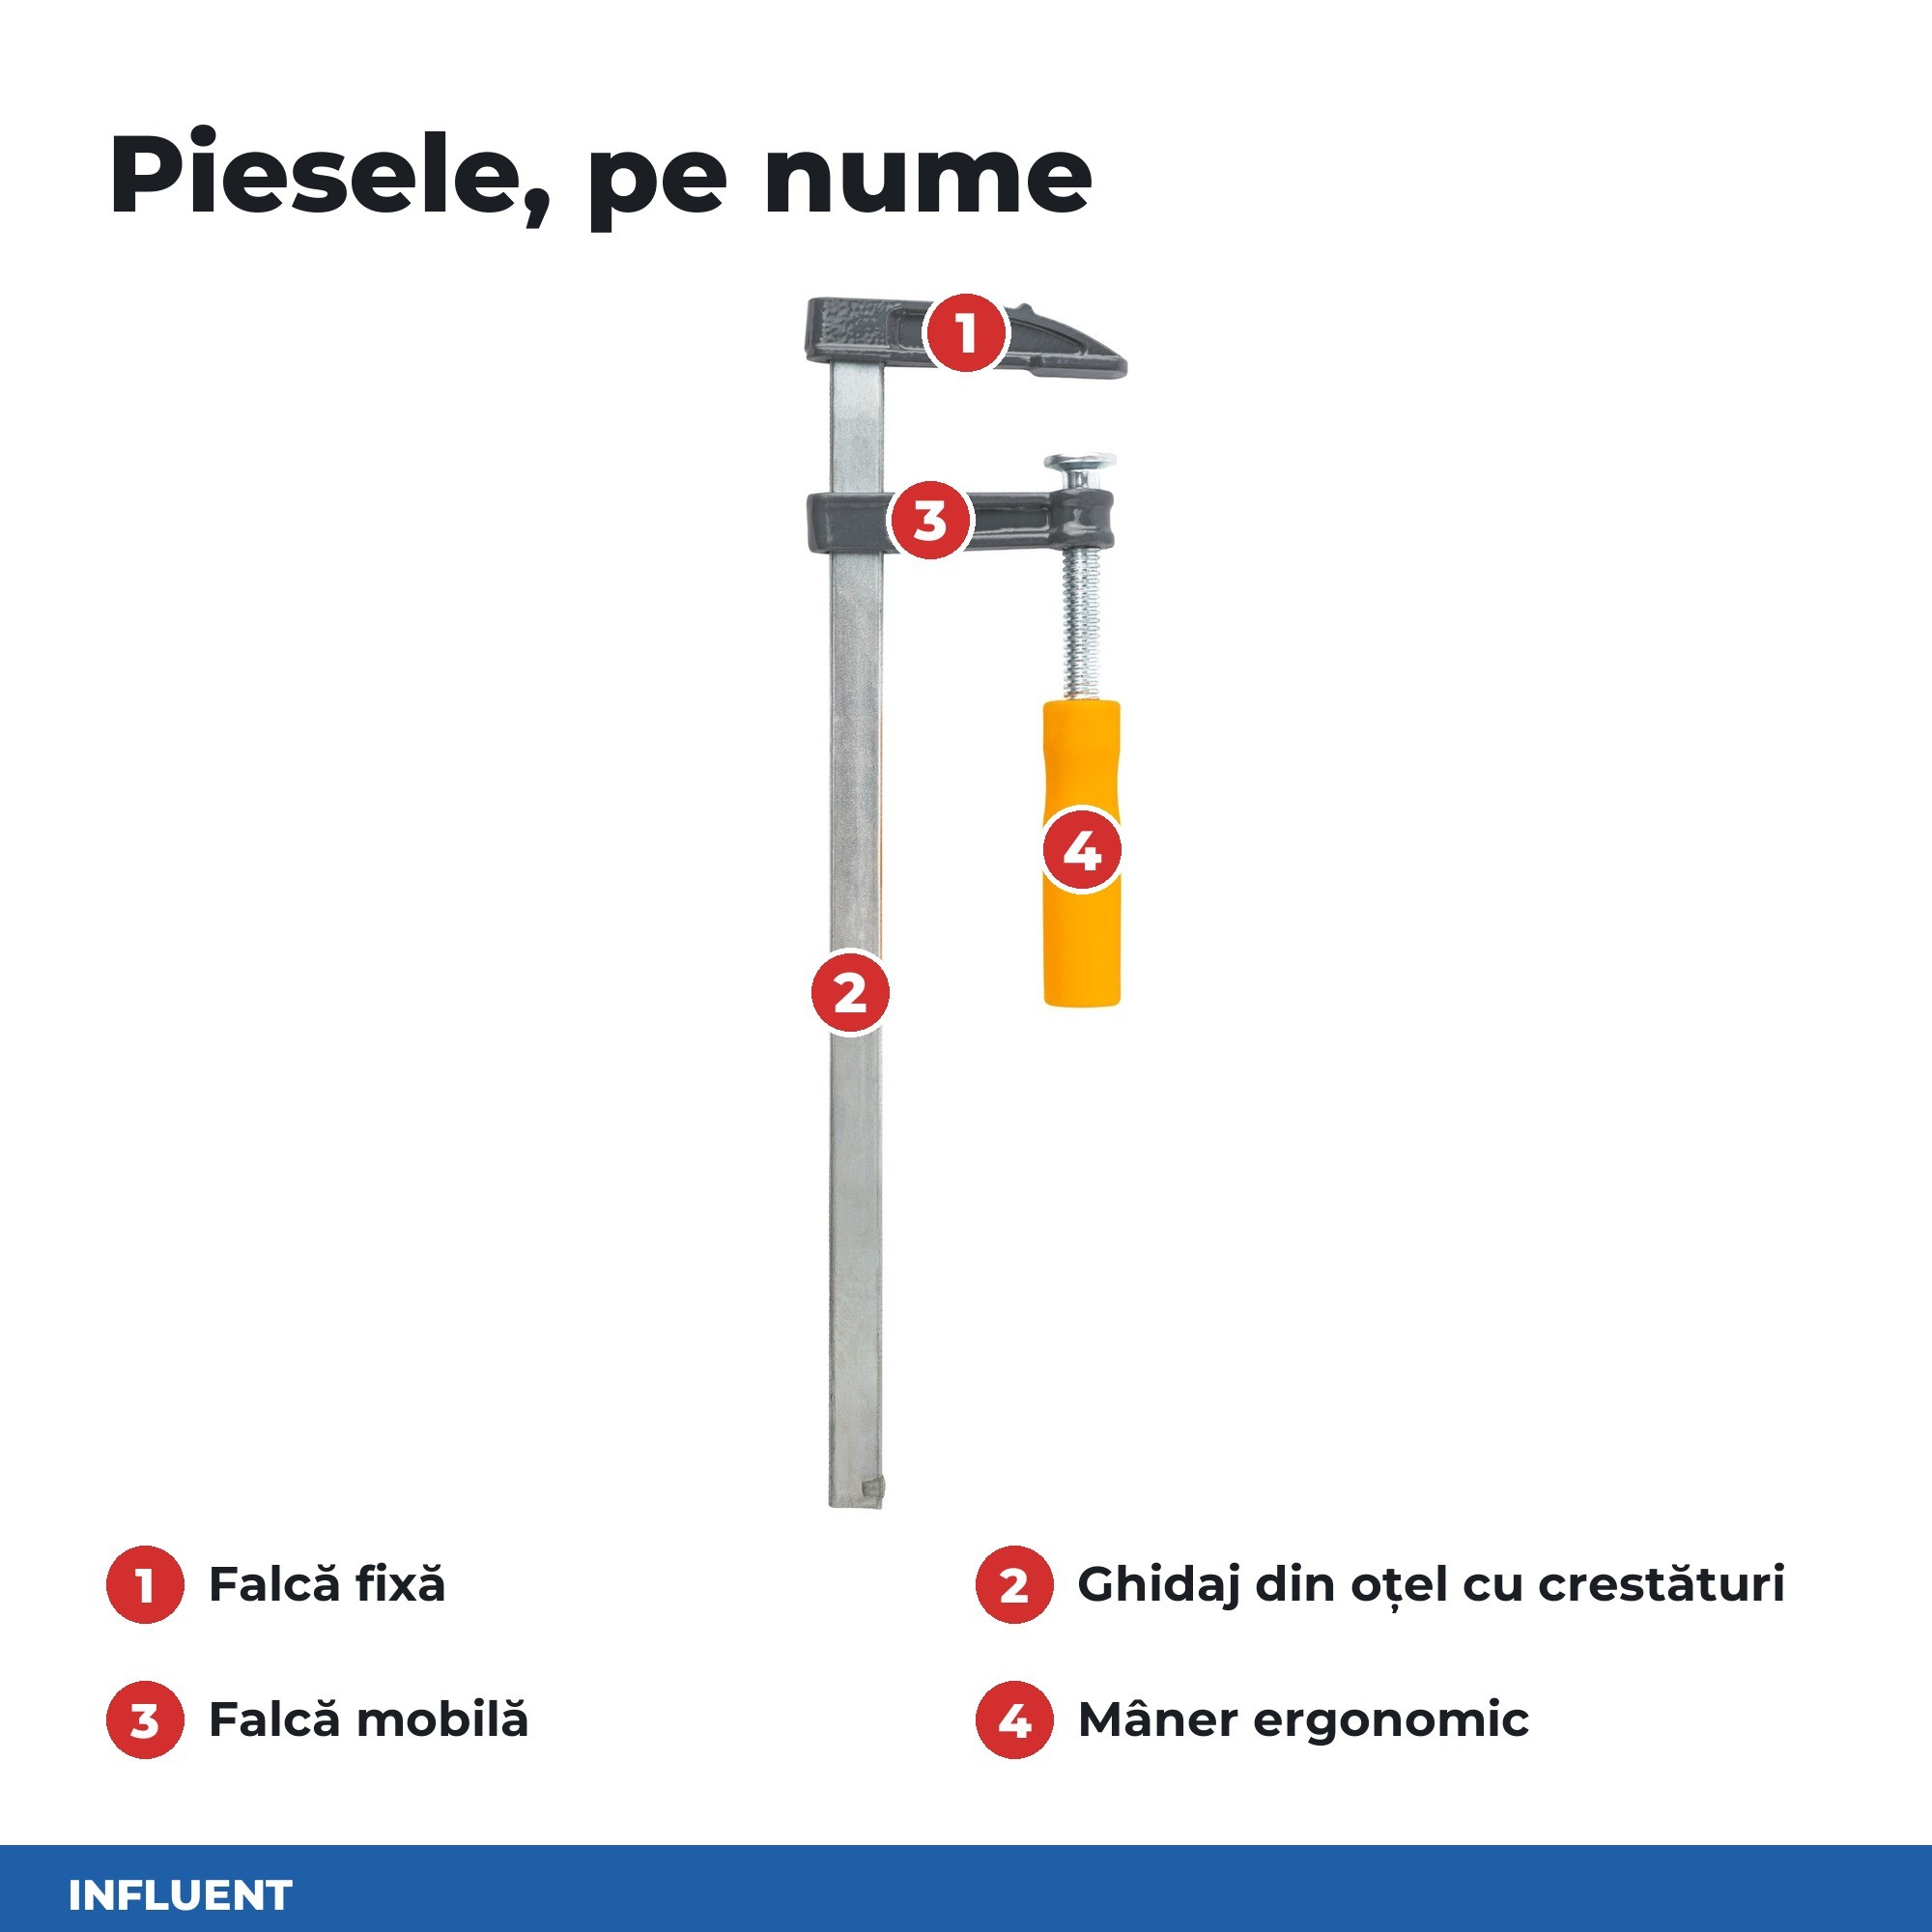 Piesele, pe nume
1
3
4
2
1 Falcă fixă
2 Ghidaj din oțel cu crestături
3 Falcă mobilă
4 Mâner ergonomic
INFLUENT